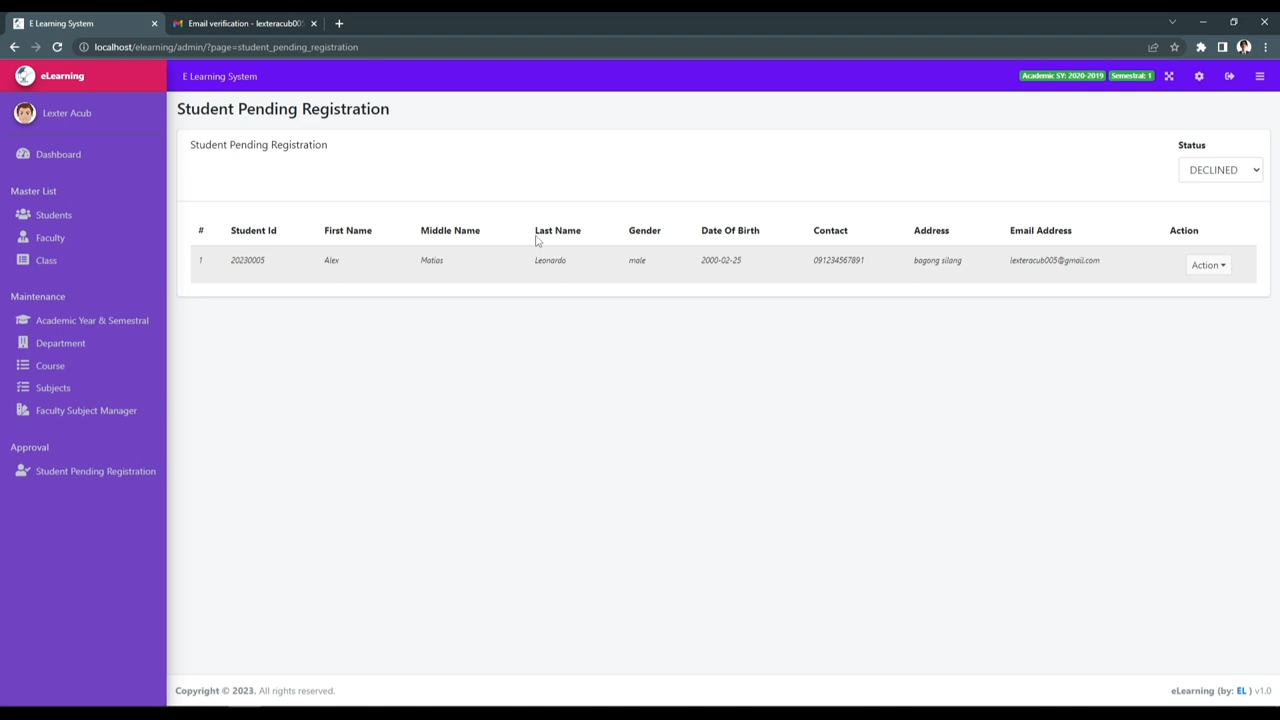 E Learning System
Email verification - lexteracub005
localhost/elearning/admin/?page=student_pending_registration
eLearning
E Learning System
Academic SY: 2020-2019 Semestral: 1
Lexter Acub
Student Pending Registration
Student Pending Registration
Status
DECLINED
Dashboard
Master List
Students
Faculty
Class
Maintenance
Academic Year & Semestral
Department
Course
Subjects
Faculty Subject Manager
Approval
Student Pending Registration
# Student Id First Name Middle Name Last Name Gender Date Of Birth Contact Address Email Address Action
1 20230005 Alex Matias Leonardo male 2000-02-25 091234567891 bagong silang lexteracub005@gmail.com Action
Copyright © 2023. All rights reserved.
eLearning (by: EL ) v1.0